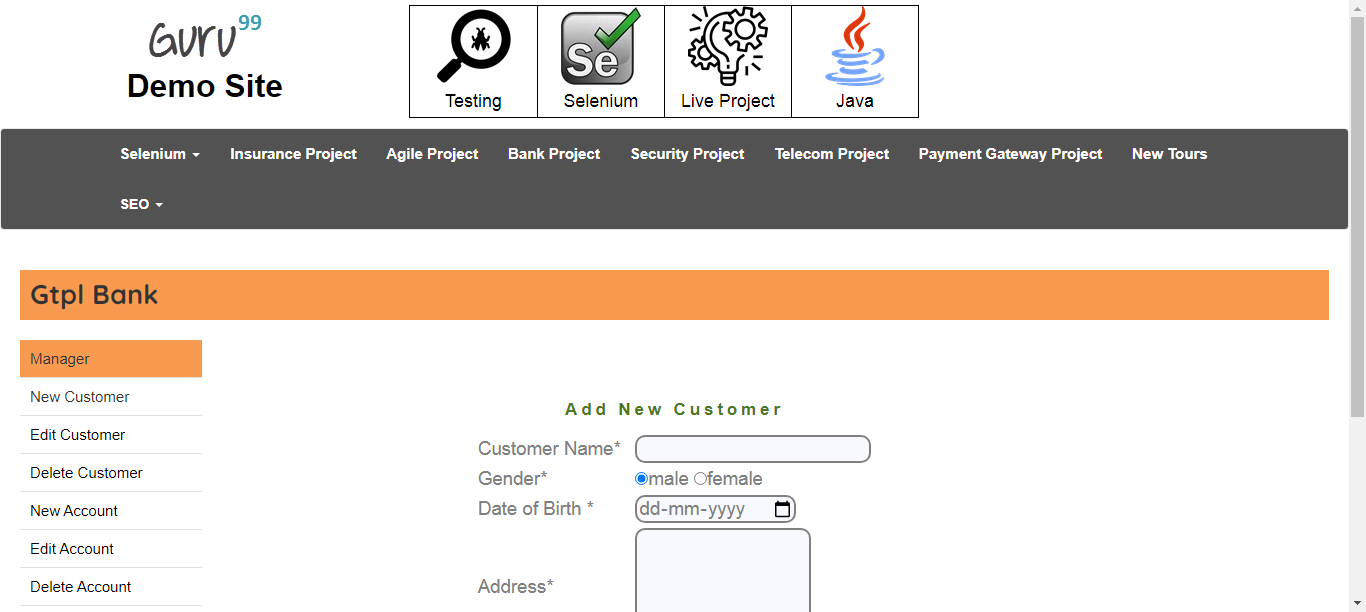 Guru99
Demo Site
Se
Testing
Selenium
Live Project
Java
Selenium
Insurance Project
Agile Project
Bank Project
Security Project
Telecom Project
Payment Gateway Project
New Tours
SEO
Gtpl Bank
Manager
New Customer
Edit Customer
Delete Customer
New Account
Edit Account
Delete Account
Add New Customer
Customer Name*
Gender* male female
Date of Birth * dd-mm-yyyy
Address*